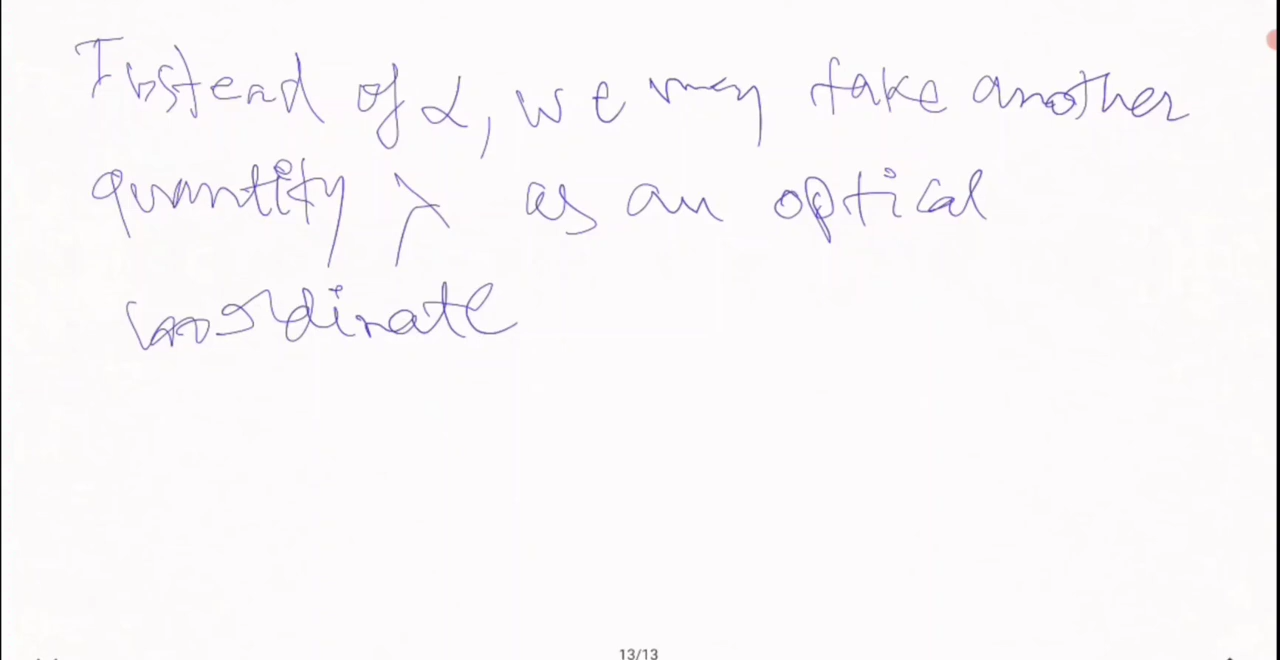 Instead of α, we may take another
quantity λ as an optical
coordinate
13/13